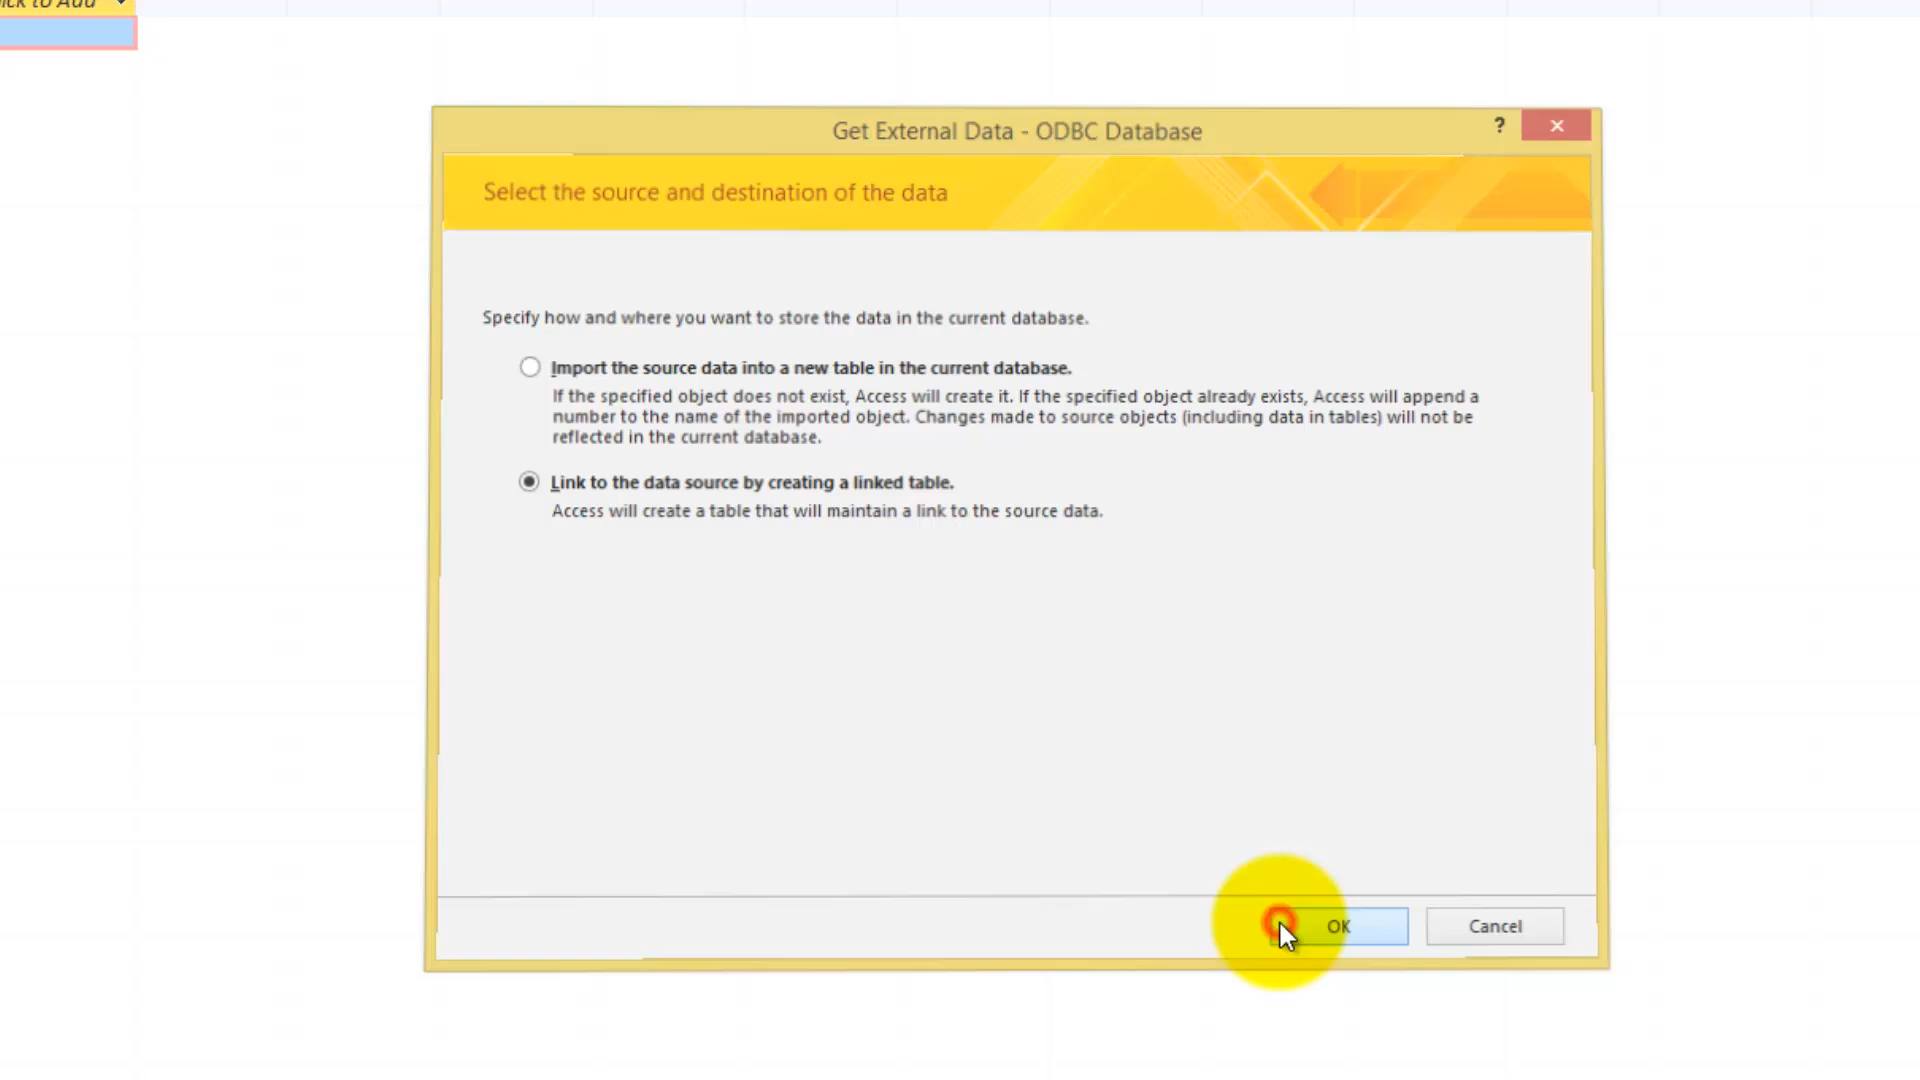 to Add
Get External Data - ODBC Database
?
Select the source and destination of the data
Specify how and where you want to store the data in the current database.
Import the source data into a new table in the current database.
If the specified object does not exist, Access will create it. If the specified object already exists, Access will append a
number to the name of the imported object. Changes made to source objects (including data in tables) will not be
reflected in the current database.
Link to the data source by creating a linked table.
Access will create a table that will maintain a link to the source data.
OK
Cancel